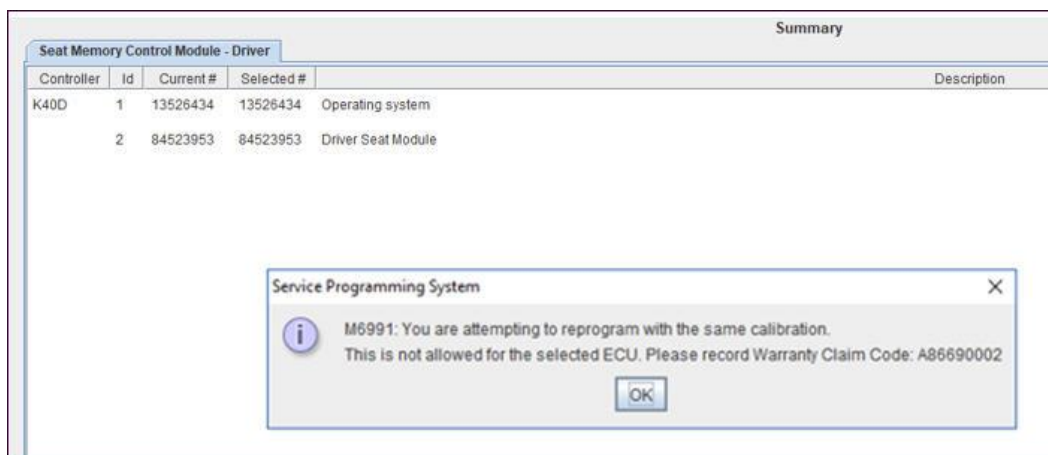 Summary
Seat Memory Control Module - Driver
Controller Id Current # Selected # Description
K40D 1 13526434 13526434 Operating system
2 84523953 84523953 Driver Seat Module
Service Programming System
M6991: You are attempting to reprogram with the same calibration.
This is not allowed for the selected ECU. Please record Warranty Claim Code: A86690002
OK